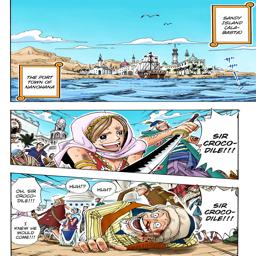 SANDY
ISLAND
(ALA-
BASTA)
THE PORT
TOWN OF
NANOHANA
SIR
CROCO-
DILE!!!
SIR
CROCO-
DILE!!!
HUH?
HUH!?
OH, SIR
CROCO-
DILE!!!
I KNEW
HE WOULD
COME!!!